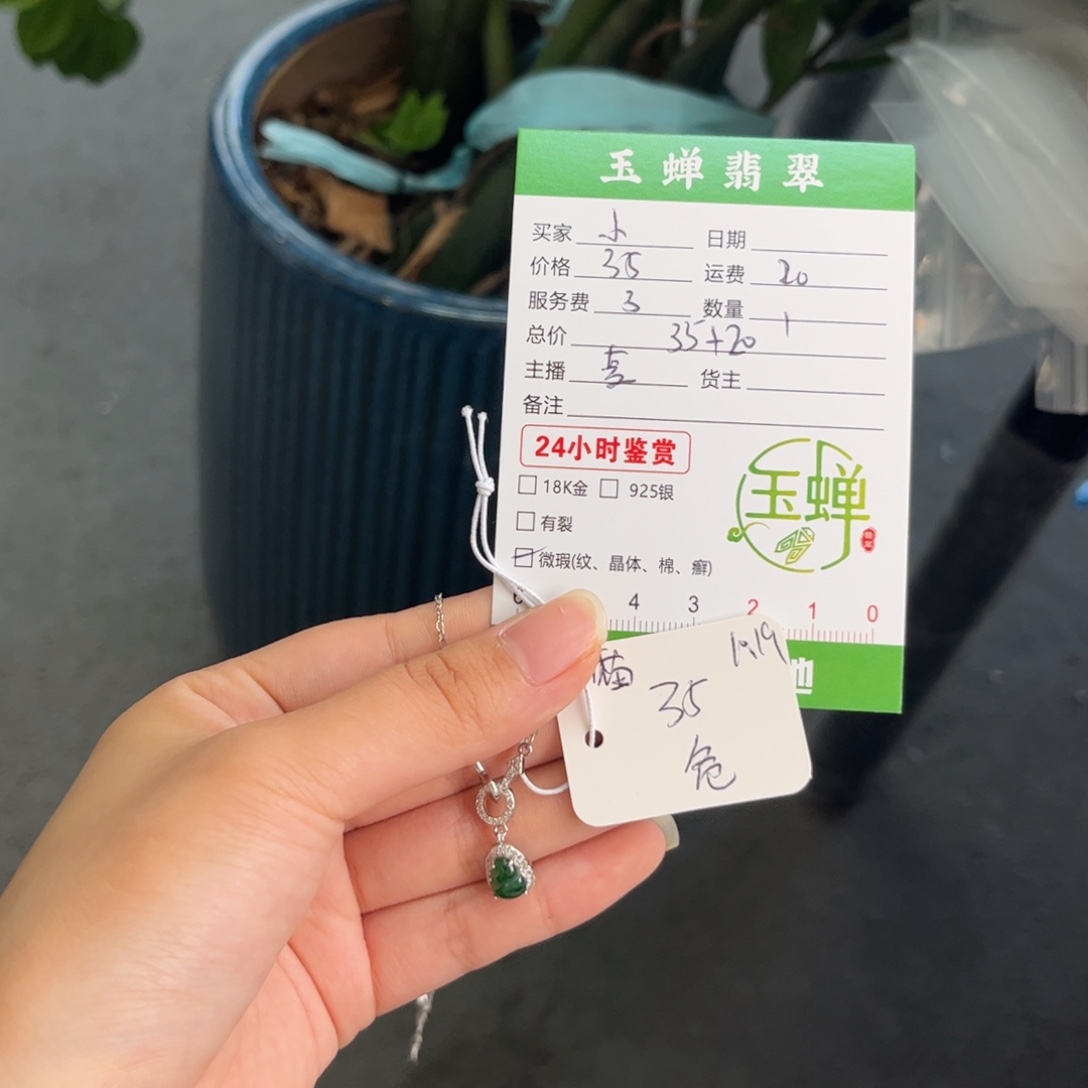 玉蝉翡翠
买家 小 日期
价格 35 运费 20
服务费 3 数量 1
总价 35+20
主播 喜 货主
备注
24小时鉴赏
18K金 925银
有裂
微瑕(纹、晶体、棉、癣)
玉蝉
4 3 2 1 0
地
10.19
35